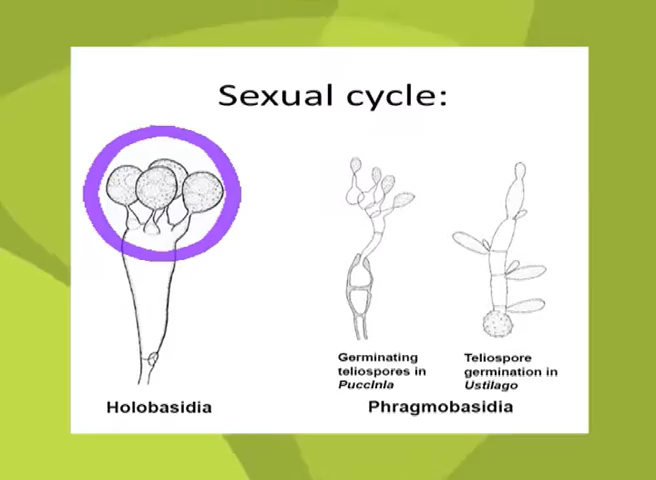 Sexual cycle:
Germinating
teliospores in
Puccinia
Teliospore
germination in
Ustilago
Holobasidia
Phragmobasidia